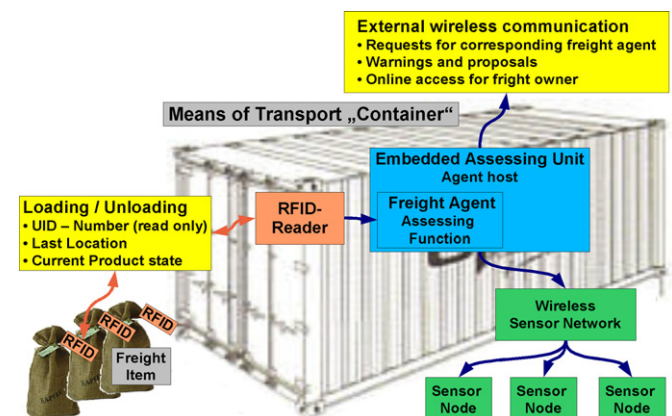 External wireless communication
• Requests for corresponding freight agent
• Warnings and proposals
• Online access for fright owner
Means of Transport „Container“
Embedded Assessing Unit
Agent host
Freight Agent
Assessing
Function
RFID-
Reader
Loading / Unloading
• UID – Number (read only)
• Last Location
• Current Product state
RFID
RFID
RFID
Freight
Item
Wireless
Sensor Network
Sensor
Node
Sensor
Node
Sensor
Node